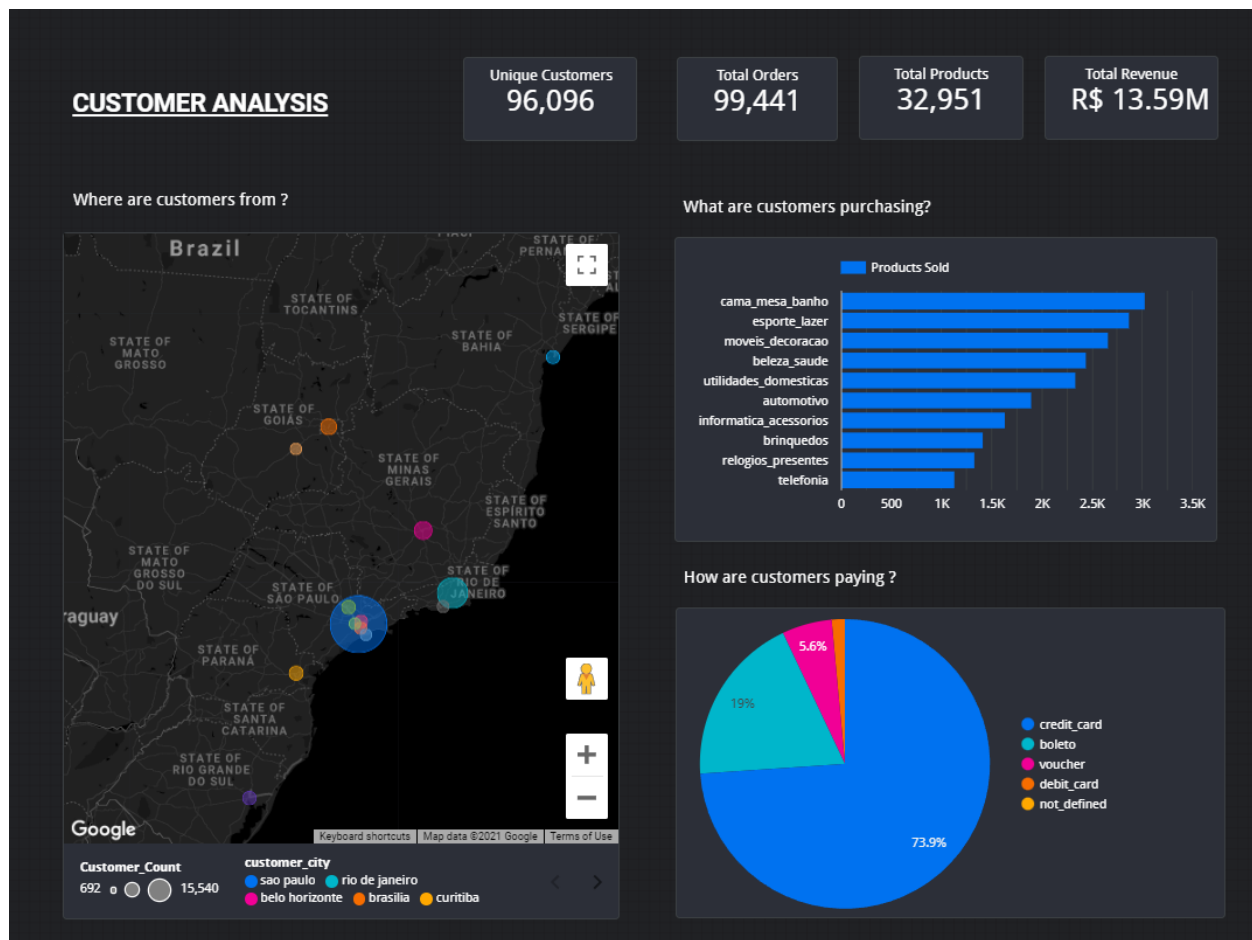 CUSTOMER ANALYSIS
Unique Customers
96,096
Total Orders
99,441
Total Products
32,951
Total Revenue
R$ 13.59M
Where are customers from ?
Brazil
STATE OF
STATE OF
TOCANTINS
STATE OF
MATO
GROSSO
STATE OF
BAHIA
STATE OF
SERGIPE
STATE OF
GOIÁS
STATE OF
MINAS
GERAIS
STATE OF
ESPÍRITO
SANTO
STATE OF
MATO
GROSSO
DO SUL
STATE OF
SÃO PAULO
STATE OF
RIO DE
JANEIRO
raguay
STATE OF
PARANÁ
STATE OF
SANTA
CATARINA
STATE OF
RIO GRANDE
DO SUL
Google
Keyboard shortcuts
Map data ©2021 Google
Terms of Use
Customer_Count
692
15,540
customer_city
sao paulo
rio de janeiro
belo horizonte
brasilia
curitiba
What are customers purchasing?
Products Sold
cama_mesa_banho
esporte_lazer
moveis_decoracao
beleza_saude
utilidades_domesticas
automotivo
informatica_acessorios
brinquedos
relogios_presentes
telefonia
0 500 1K 1.5K 2K 2.5K 3K 3.5K
How are customers paying ?
5.6%
19%
73.9%
credit_card
boleto
voucher
debit_card
not_defined